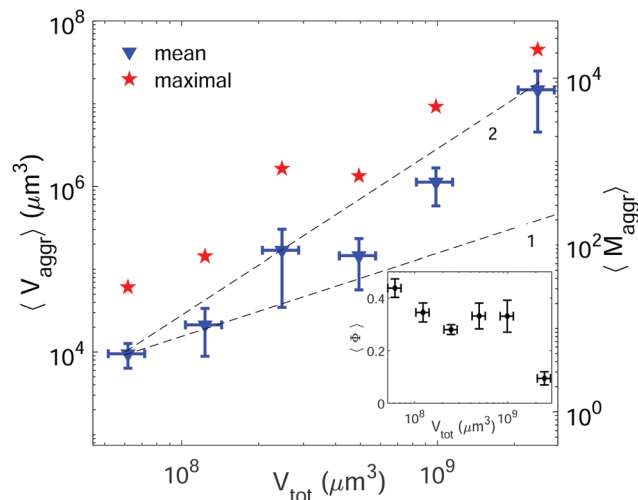 10^8
mean
maximal
10^4
2
⟨ V_aggr⟩ (μm^3)
10^6
⟨ M_aggr⟩
1
10^2
0.4
⟨ Φ ⟩
0.2
10^4
0
10^8
10^9
V_tot (μm^3)
10^0
10^8
10^9
V_tot (μm^3)